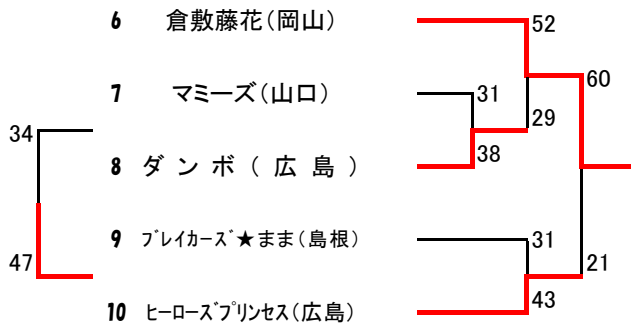 6 倉敷藤花(岡山) 52
60
7 マミーズ(山口) 31
29
34
8 ダンボ(広島) 38
9 ブレイカーズ★まま(島根) 31
47 21
10 ヒーローズプリンセス(広島) 43